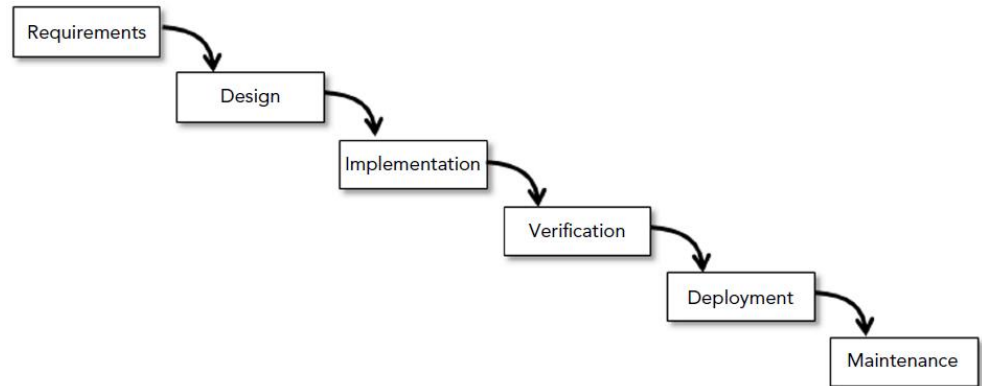 Requirements
Design
Implementation
Verification
Deployment
Maintenance